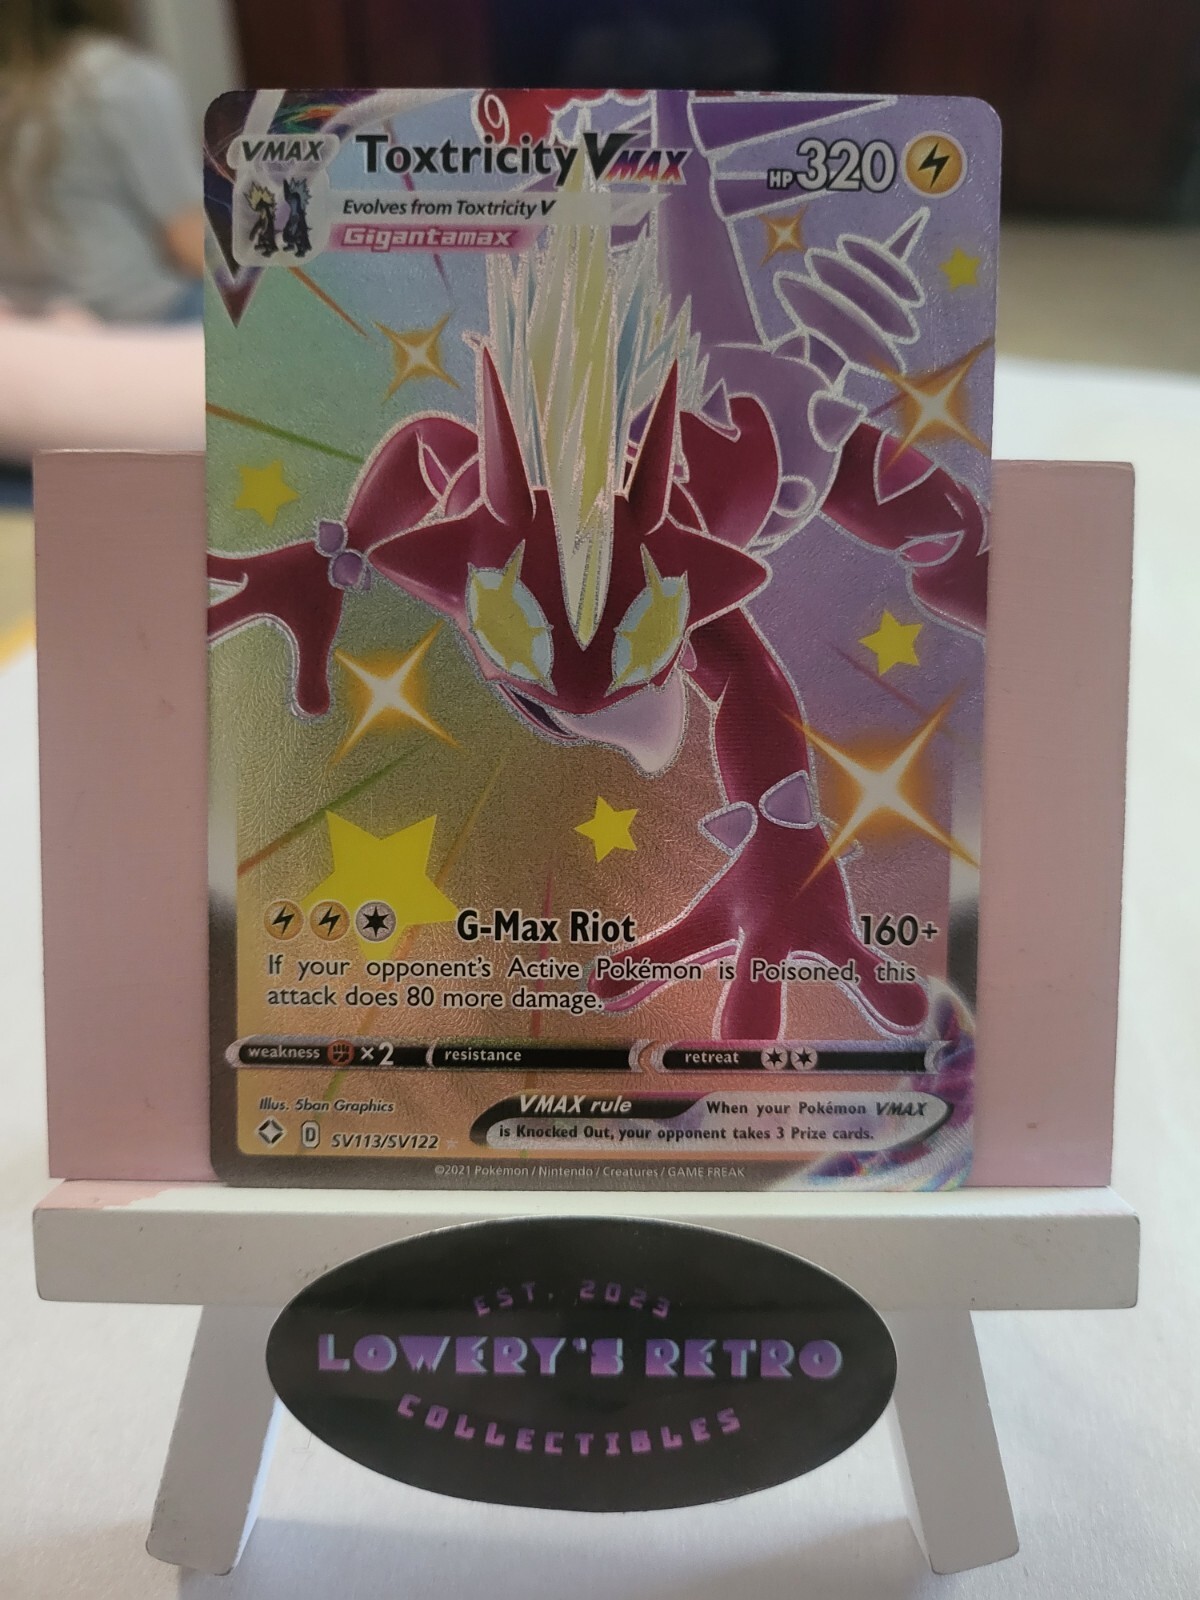 VMAX
Toxtricity VMAX
HP 320
Evolves from Toxtricity V
Gigantamax
G-Max Riot 160+
If your opponent's Active Pokémon is Poisoned, this
attack does 80 more damage.
weakness ×2 resistance retreat
Illus. 5ban Graphics
VMAX rule When your Pokémon VMAX
is Knocked Out, your opponent takes 3 Prize cards.
D SV113/SV122
©2021 Pokémon / Nintendo / Creatures / GAME FREAK
EST. 2023
LOWERY'S RETRO
COLLECTIBLES